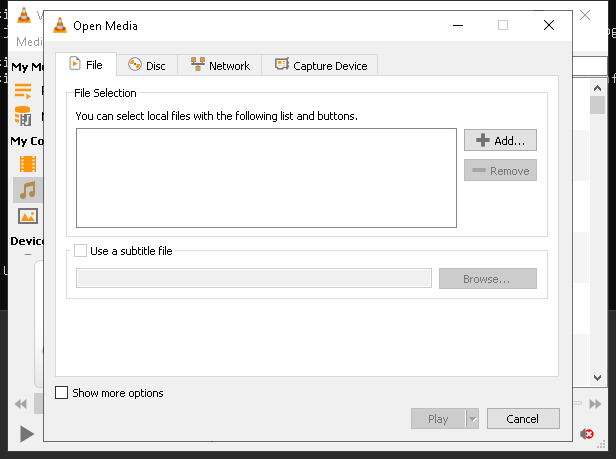 Open Media
Medi
File
Disc
Network
Capture Device
My M
File Selection
You can select local files with the following list and buttons.
Add...
Remove
My Co
Device
Use a subtitle file
Browse...
Show more options
Play
Cancel